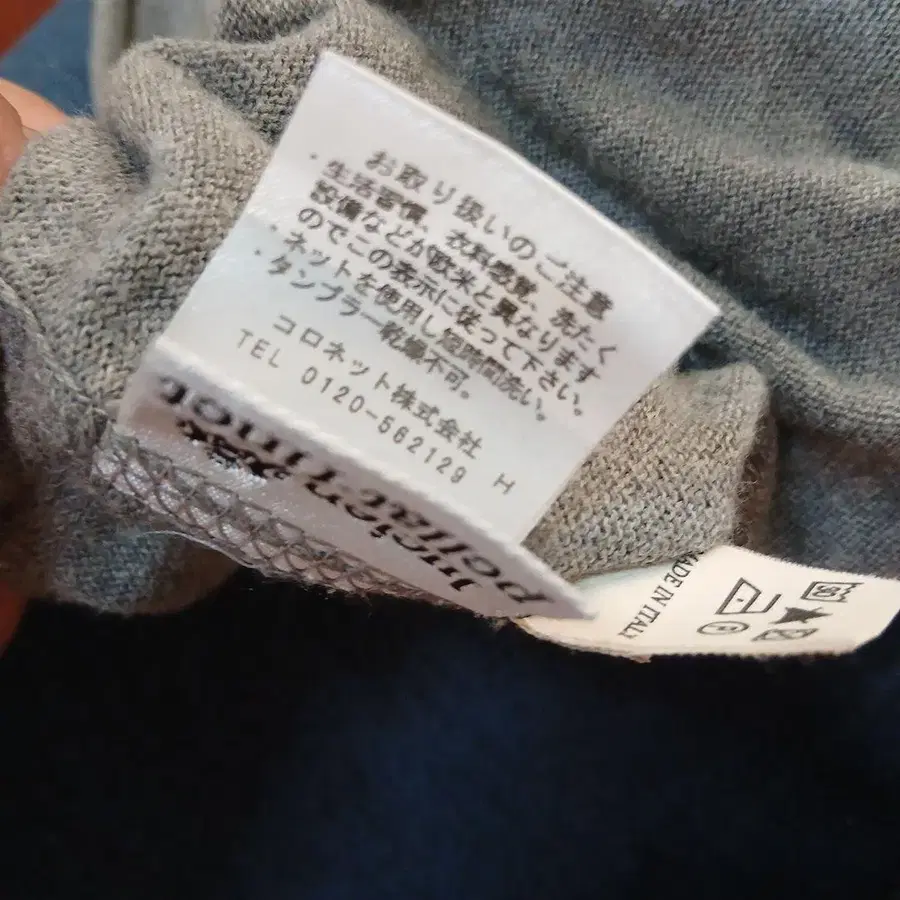 お取り扱いのご注意
・生活習慣、衣料感覚、洗たく
設備などが欧米と異なります
のでこの表示に従って下さい。
・ネットを使用し短時間洗い。
・タンブラー乾燥不可。
コロネット株式会社
TEL 0120-562129 H
MADE IN ITALY